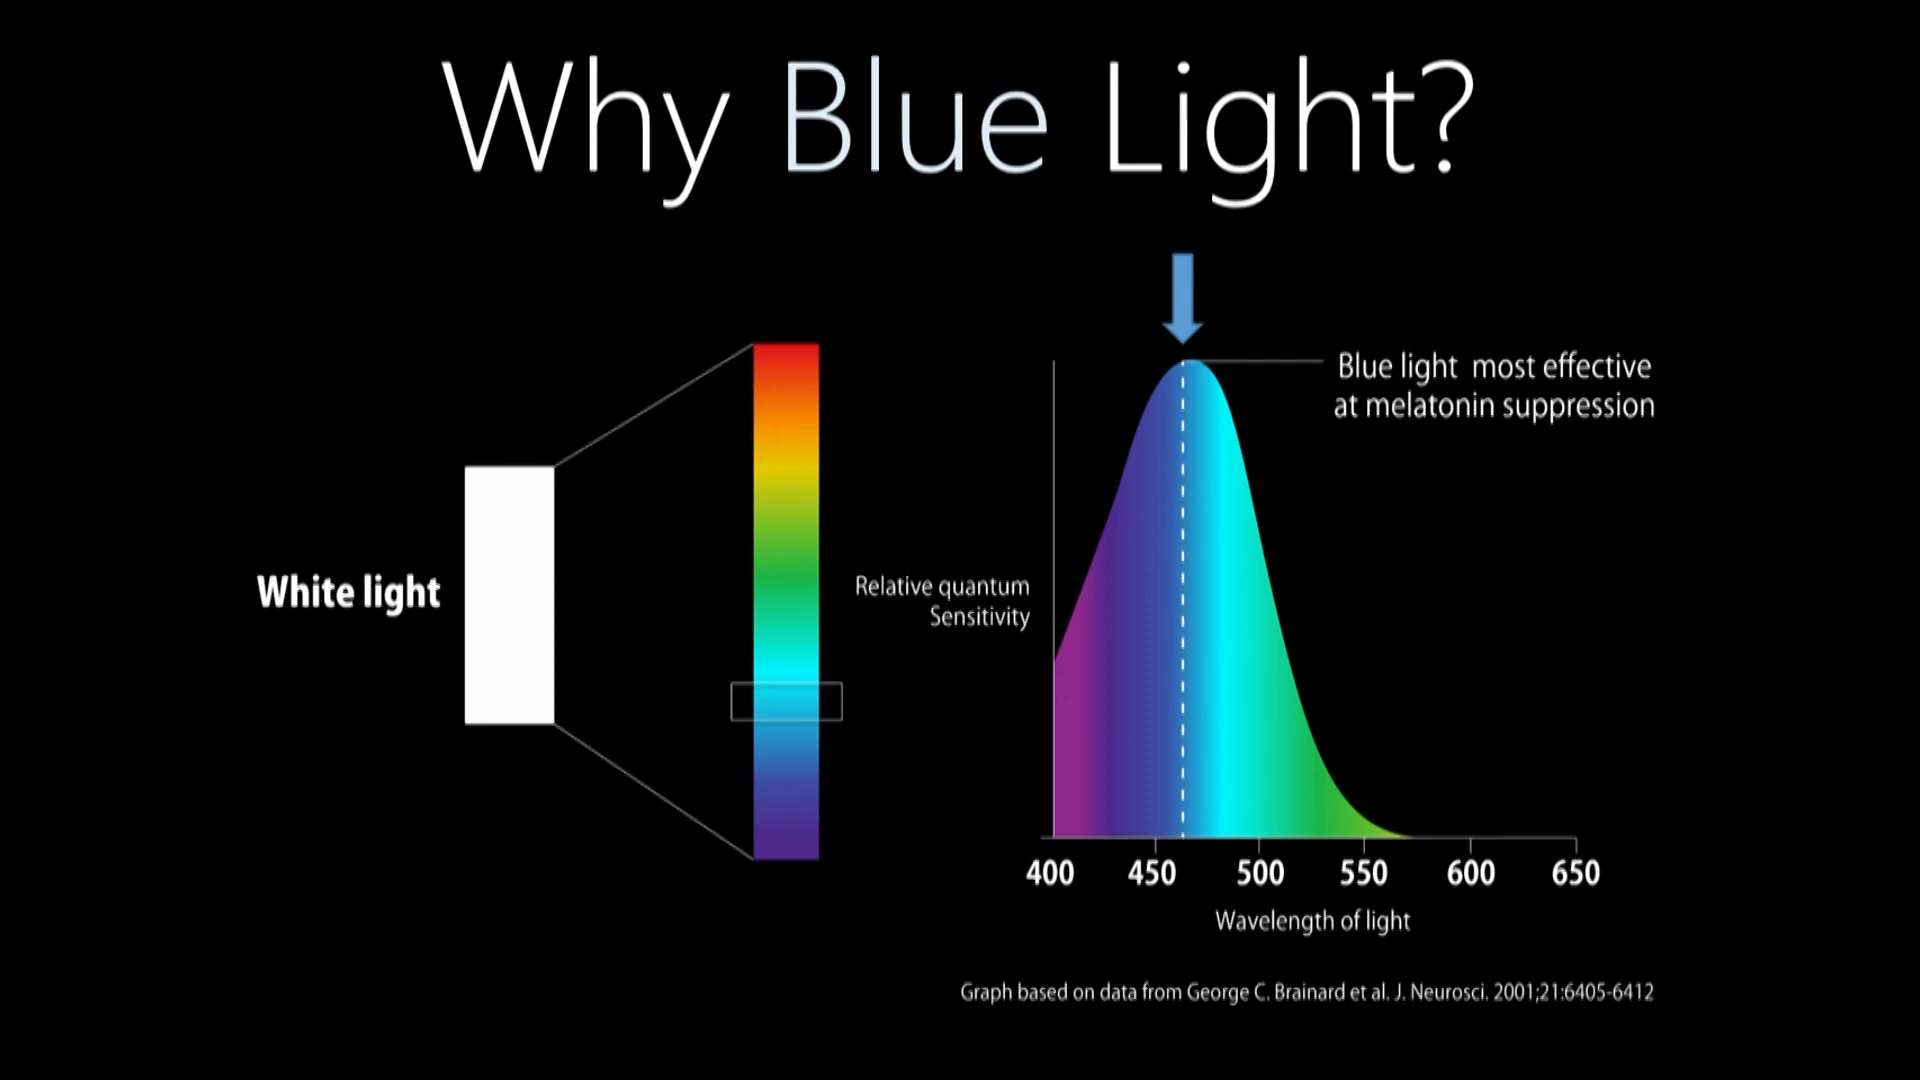 Why Blue Light?
Blue light most effective
at melatonin suppression
White light
Relative quantum
Sensitivity
400 450 500 550 600 650
Wavelength of light
Graph based on data from George C. Brainard et al. J. Neurosci. 2001;21:6405-6412